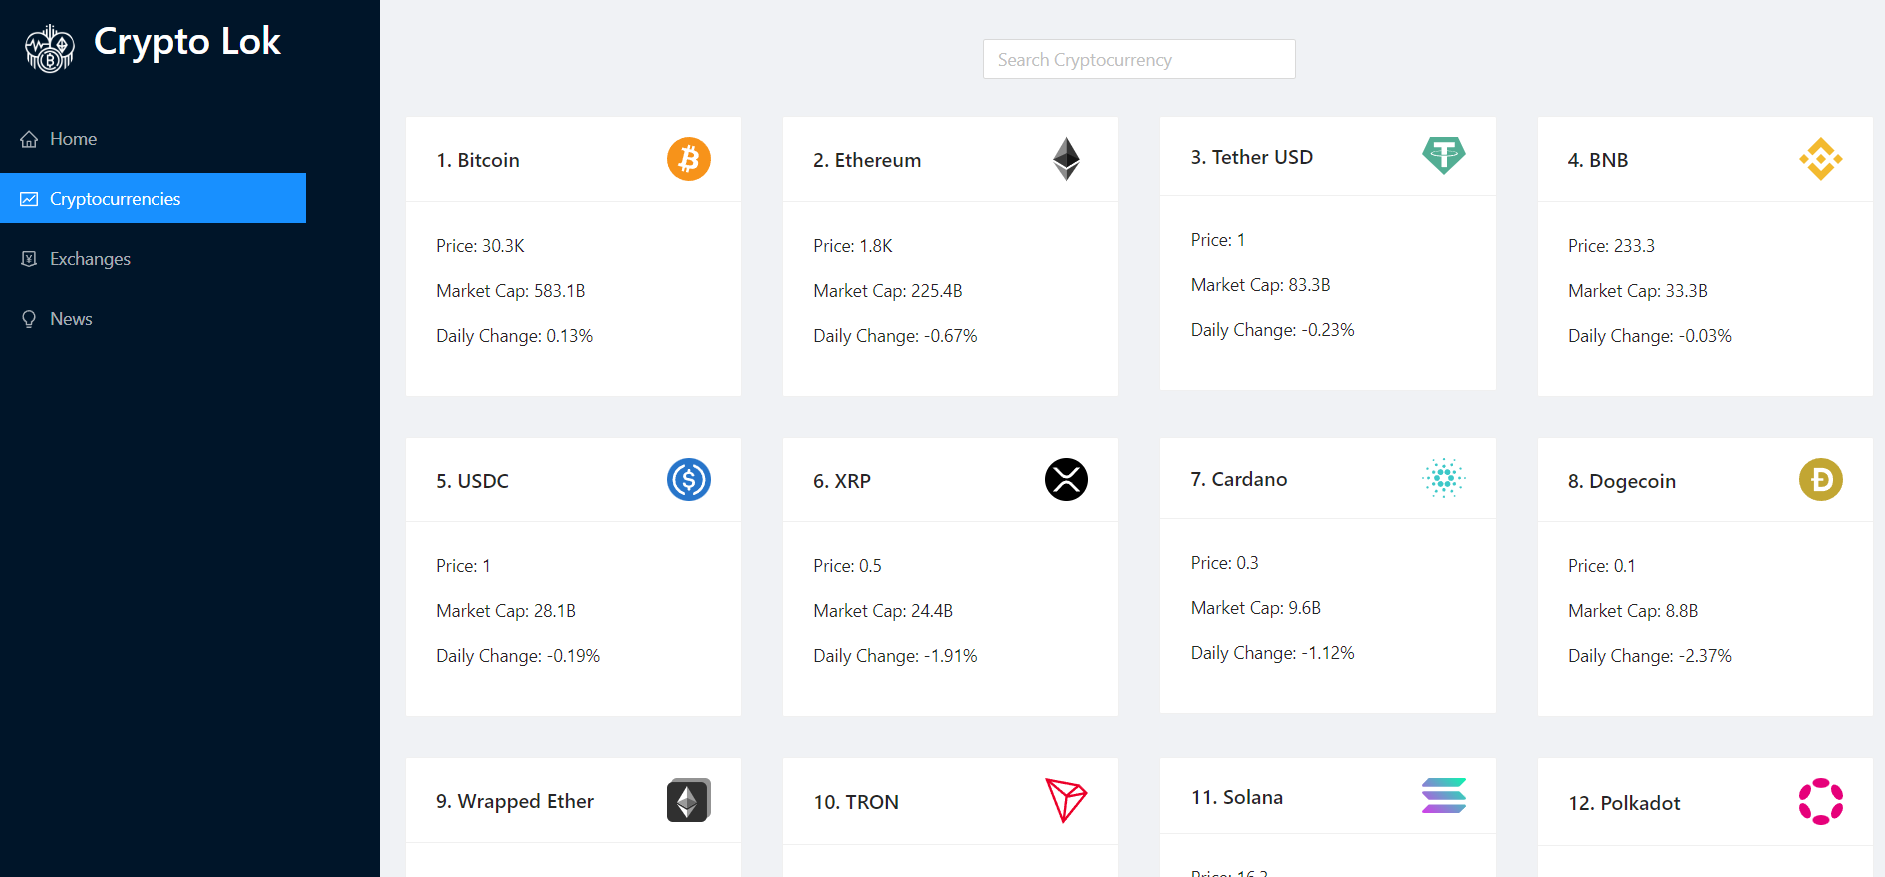 Crypto Lok
Home
Cryptocurrencies
Exchanges
News
Search Cryptocurrency
1. Bitcoin
Price: 30.3K
Market Cap: 583.1B
Daily Change: 0.13%
2. Ethereum
Price: 1.8K
Market Cap: 225.4B
Daily Change: -0.67%
3. Tether USD
Price: 1
Market Cap: 83.3B
Daily Change: -0.23%
4. BNB
Price: 233.3
Market Cap: 33.3B
Daily Change: -0.03%
5. USDC
Price: 1
Market Cap: 28.1B
Daily Change: -0.19%
6. XRP
Price: 0.5
Market Cap: 24.4B
Daily Change: -1.91%
7. Cardano
Price: 0.3
Market Cap: 9.6B
Daily Change: -1.12%
8. Dogecoin
Price: 0.1
Market Cap: 8.8B
Daily Change: -2.37%
9. Wrapped Ether
10. TRON
11. Solana
Price:
12. Polkadot